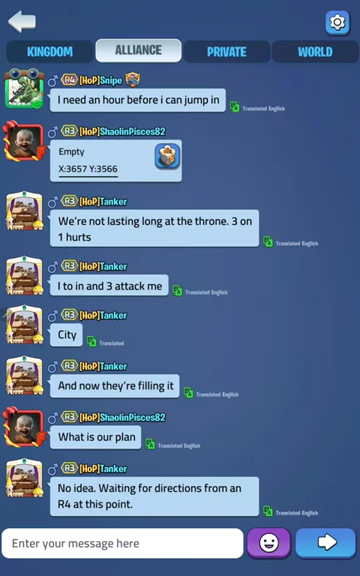 KINGDOM
ALLIANCE
PRIVATE
WORLD
R4 [HoP]Snipe
I need an hour before i can jump in
Translated English
R3 [HoP]ShaolinPisces82
Empty
X:3657 Y:3566
R3 [HoP]Tanker
We're not lasting long at the throne. 3 on
1 hurts
Translated English
R3 [HoP]Tanker
I to in and 3 attack me
Translated English
R3 [HoP]Tanker
City
Translated
R3 [HoP]Tanker
And now they're filling it
Translated English
R3 [HoP]ShaolinPisces82
What is our plan
Translated English
R3 [HoP]Tanker
No idea. Waiting for directions from an
R4 at this point.
Translated English
Enter your message here